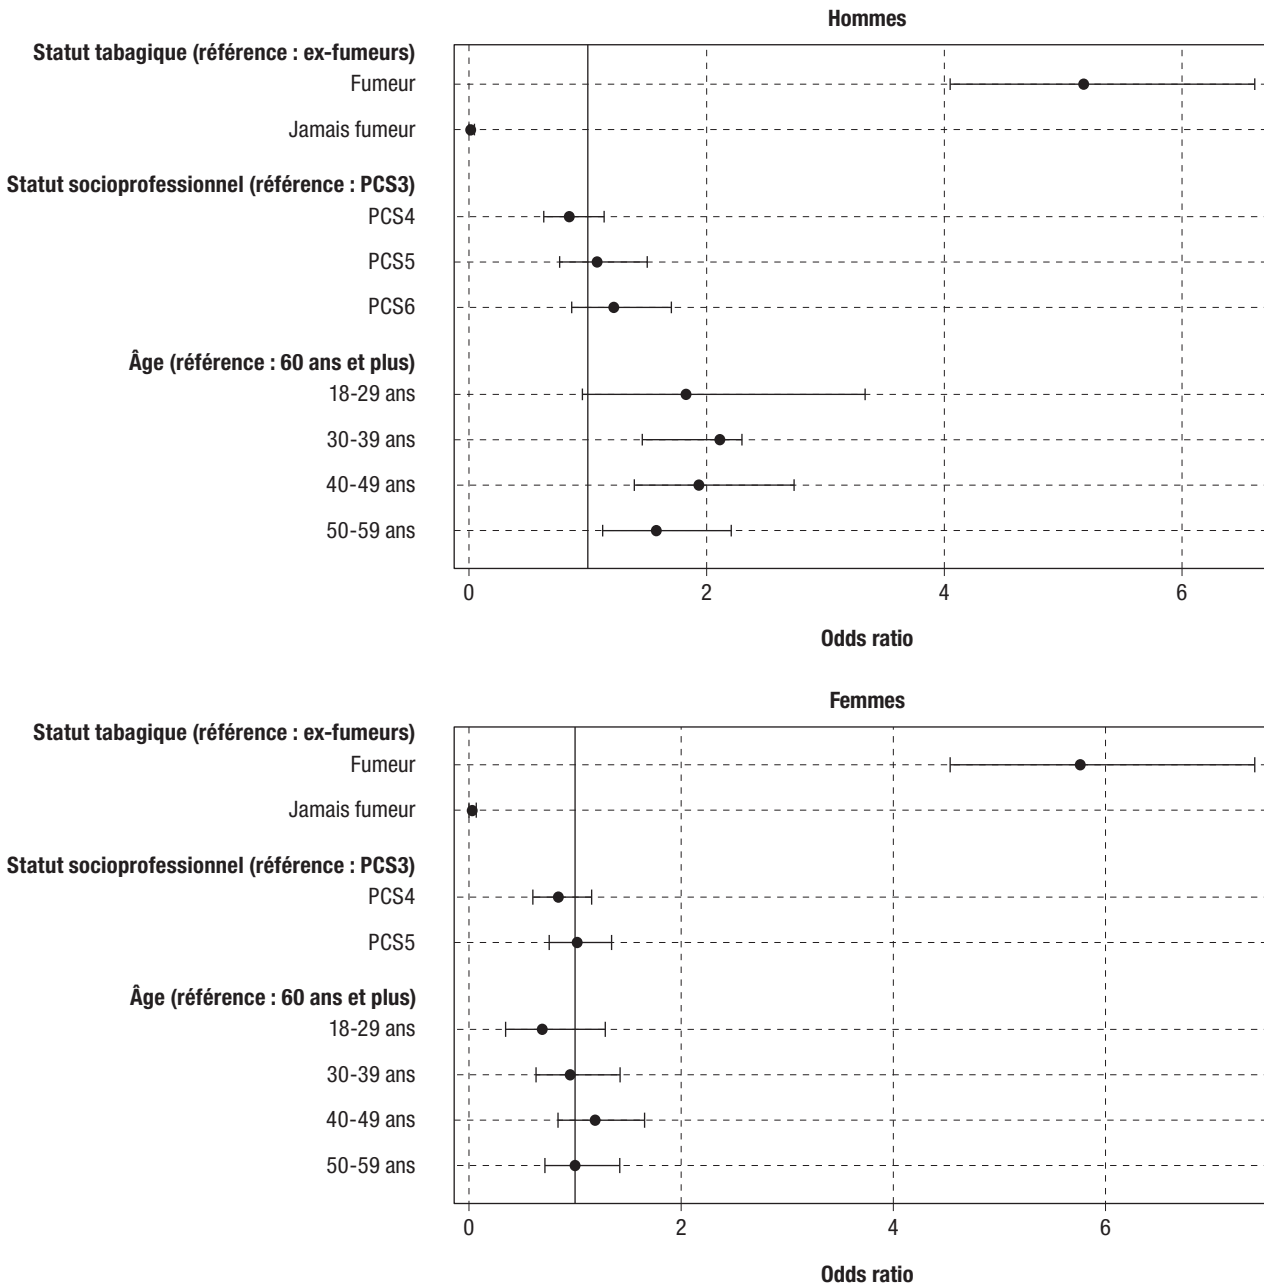 Hommes
Statut tabagique (référence : ex-fumeurs)
Fumeur
Jamais fumeur
Statut socioprofessionnel (référence : PCS3)
PCS4
PCS5
PCS6
Âge (référence : 60 ans et plus)
18-29 ans
30-39 ans
40-49 ans
50-59 ans
0 2 4 6
Odds ratio
Femmes
Statut tabagique (référence : ex-fumeurs)
Fumeur
Jamais fumeur
Statut socioprofessionnel (référence : PCS3)
PCS4
PCS5
Âge (référence : 60 ans et plus)
18-29 ans
30-39 ans
40-49 ans
50-59 ans
0 2 4 6
Odds ratio